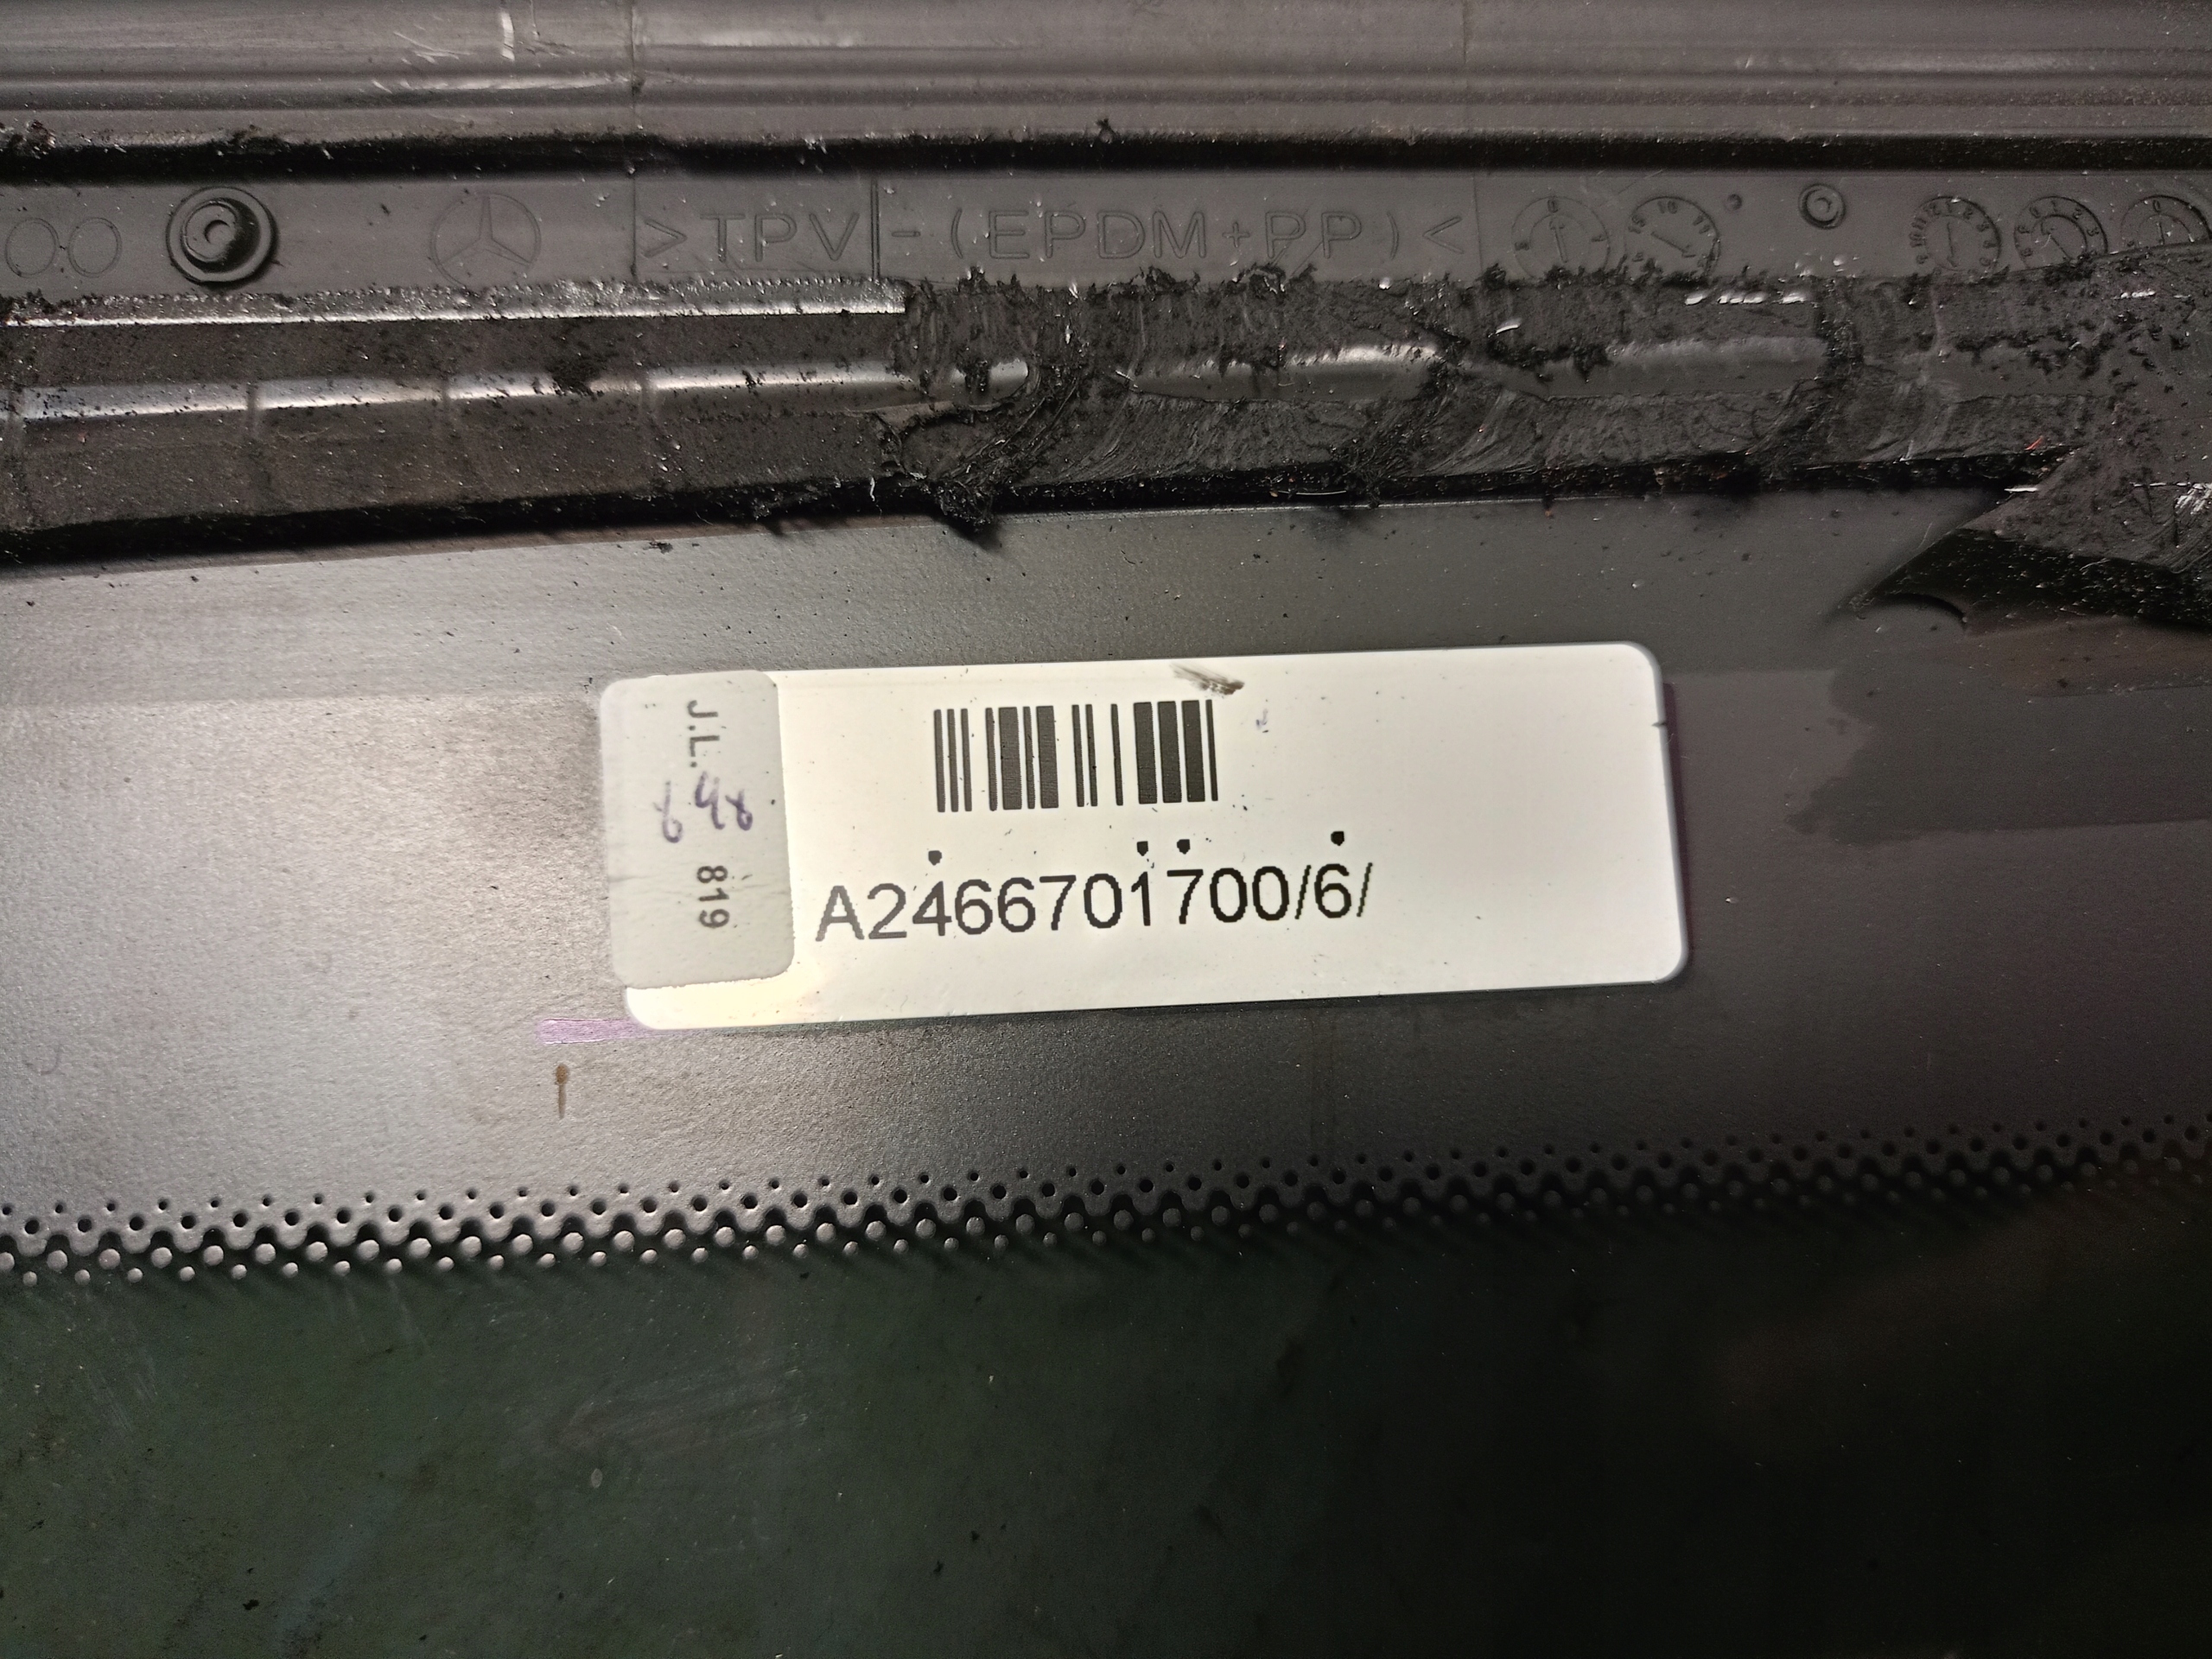 >TPV-(EPDM+PP)<
J.L. 819
A2466701700/6/